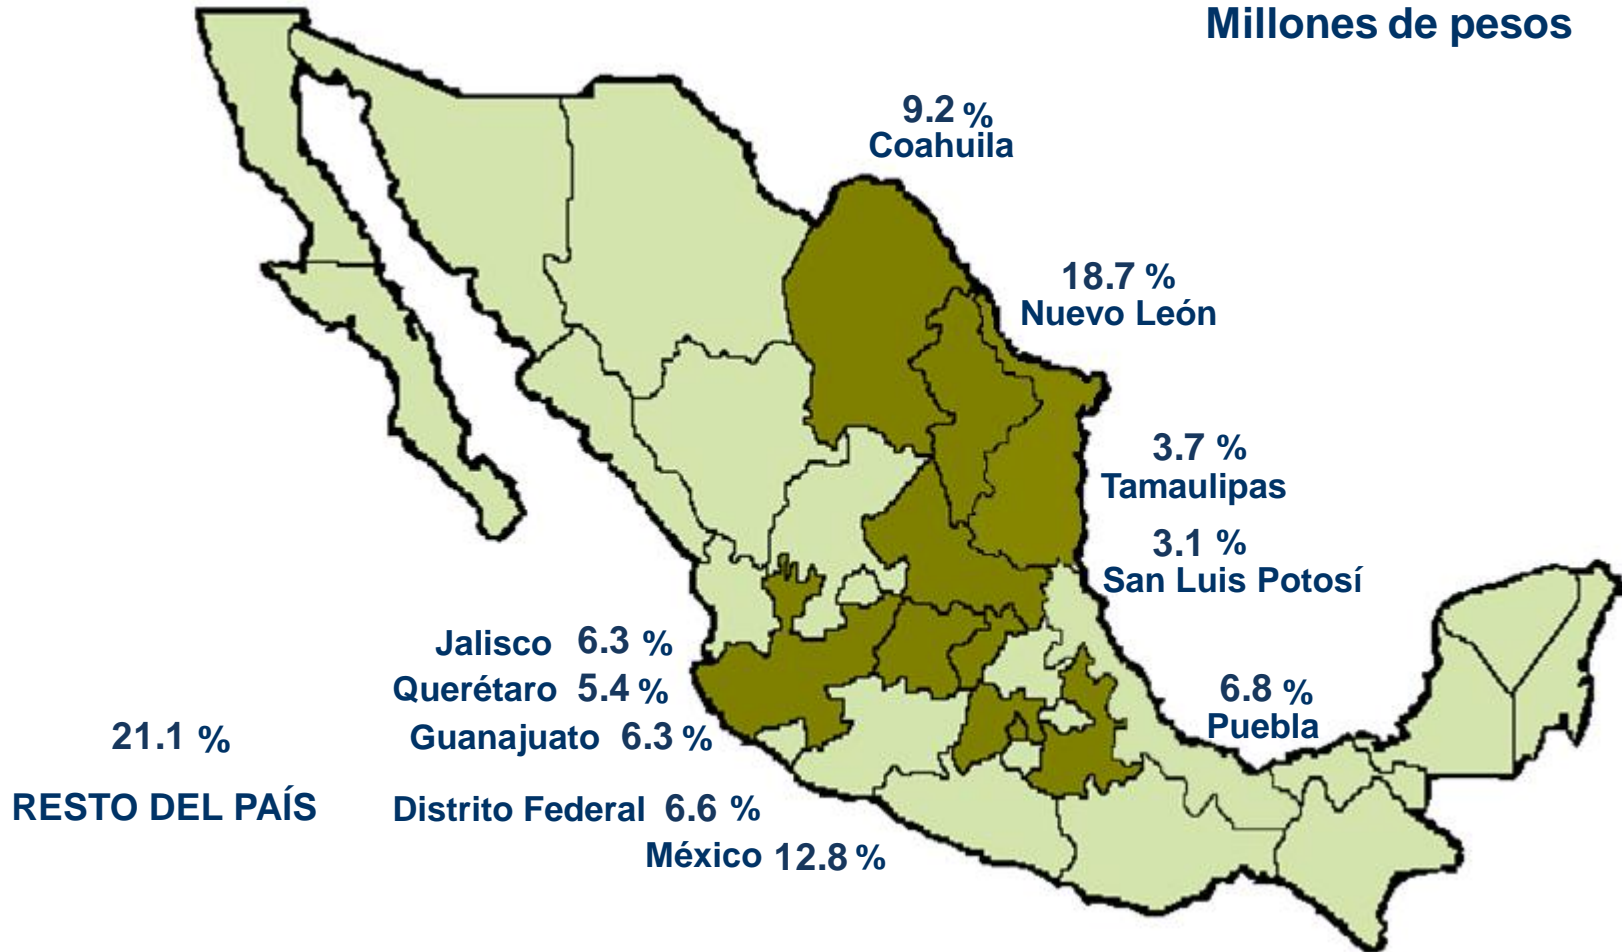 Millones de pesos
9.2 %
Coahuila
18.7 %
Nuevo León
3.7 %
Tamaulipas
3.1 %
San Luis Potosí
Jalisco 6.3 %
Querétaro 5.4 %
Guanajuato 6.3 %
6.8 %
Puebla
21.1 %
RESTO DEL PAÍS
Distrito Federal 6.6 %
México 12.8 %